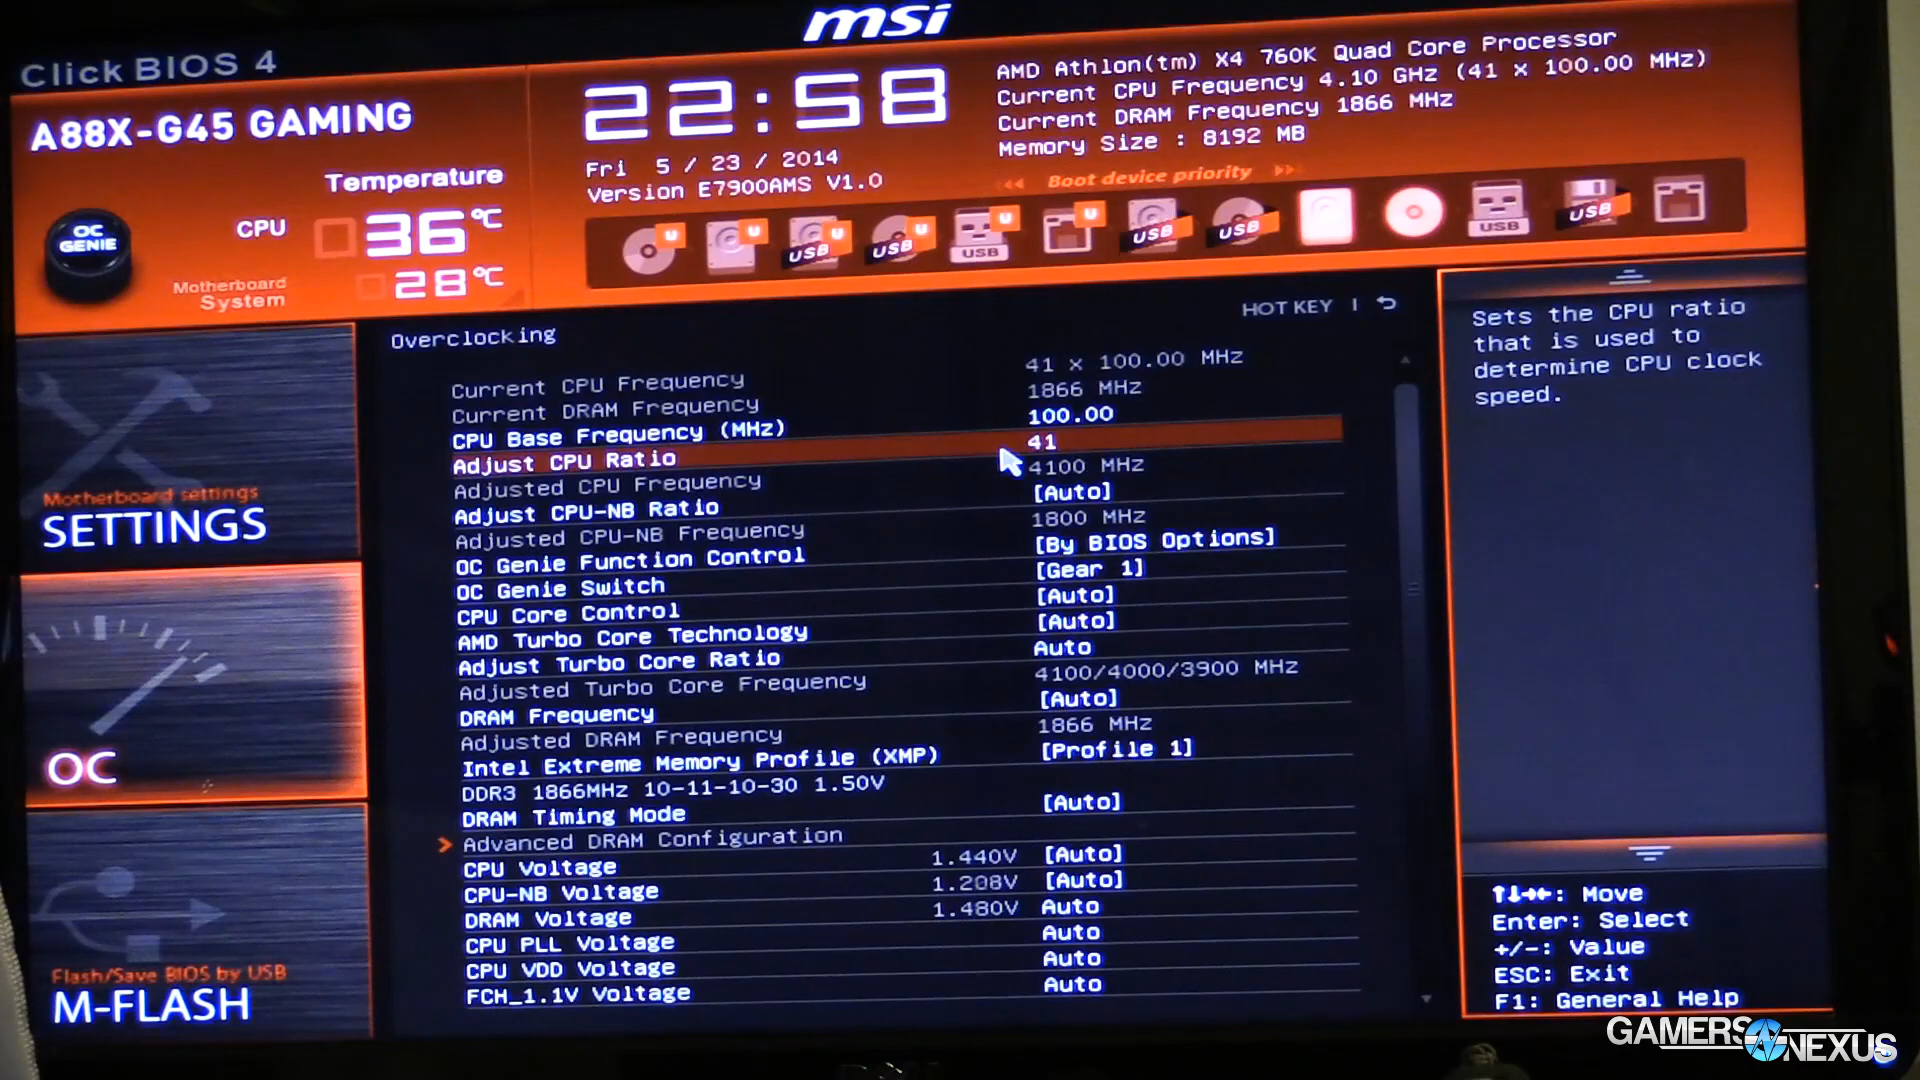 msi
Click BIOS 4
A88X-G45 GAMING
22:58
Fri 5 / 23 / 2014
Version E7900AMS V1.0
AMD Athlon(tm) X4 760K Quad Core Processor
Current CPU Frequency 4.10 GHz (41 x 100.00 MHz)
Current DRAM Frequency 1866 MHz
Memory Size : 8192 MB
OC GENIE
Temperature
CPU 36°C
Motherboard
System 28°C
Boot device priority
U U USB U USB U USB U U USB USB USB USB
HOT KEY |
Overclocking
Current CPU Frequency 41 x 100.00 MHz
Current DRAM Frequency 1866 MHz
CPU Base Frequency (MHz) 100.00
Adjust CPU Ratio 41
Adjusted CPU Frequency 4100 MHz
Adjust CPU-NB Ratio [Auto]
Adjusted CPU-NB Frequency 1800 MHz
OC Genie Function Control [By BIOS Options]
OC Genie Switch [Gear 1]
CPU Core Control [Auto]
AMD Turbo Core Technology [Auto]
Adjust Turbo Core Ratio Auto
Adjusted Turbo Core Frequency 4100/4000/3900 MHz
DRAM Frequency [Auto]
Adjusted DRAM Frequency 1866 MHz
Intel Extreme Memory Profile (XMP) [Profile 1]
DDR3 1866MHz 10-11-10-30 1.50V
DRAM Timing Mode [Auto]
Advanced DRAM Configuration
CPU Voltage 1.440V [Auto]
CPU-NB Voltage 1.208V [Auto]
DRAM Voltage 1.480V Auto
CPU PLL Voltage Auto
CPU VDD Voltage Auto
FCH_1.1V Voltage Auto
Motherboard settings
SETTINGS
OC
Flash/Save BIOS by USB
M-FLASH
Sets the CPU ratio
that is used to
determine CPU clock
speed.
↑↓→←: Move
Enter: Select
+/-: Value
ESC: Exit
F1: General Help
GAMERS NEXUS